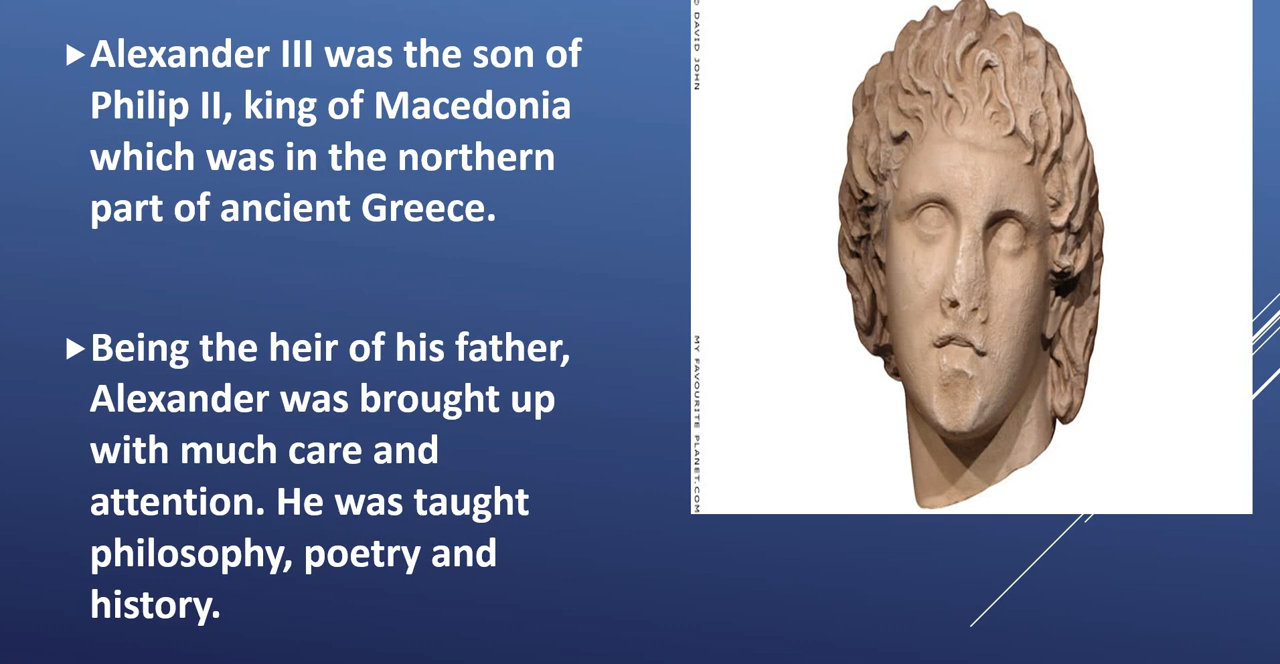 Alexander III was the son of
Philip II, king of Macedonia
which was in the northern
part of ancient Greece.
Being the heir of his father,
Alexander was brought up
with much care and
attention. He was taught
philosophy, poetry and
history.
© DAVID JOHN
MY FAVOURITE PLANET.COM